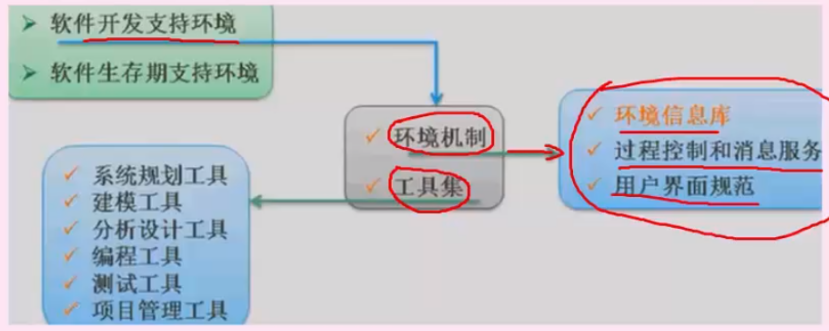 软件开发支持环境
软件生存期支持环境
环境机制
工具集
环境信息库
过程控制和消息服务
用户界面规范
系统规划工具
建模工具
分析设计工具
编程工具
测试工具
项目管理工具